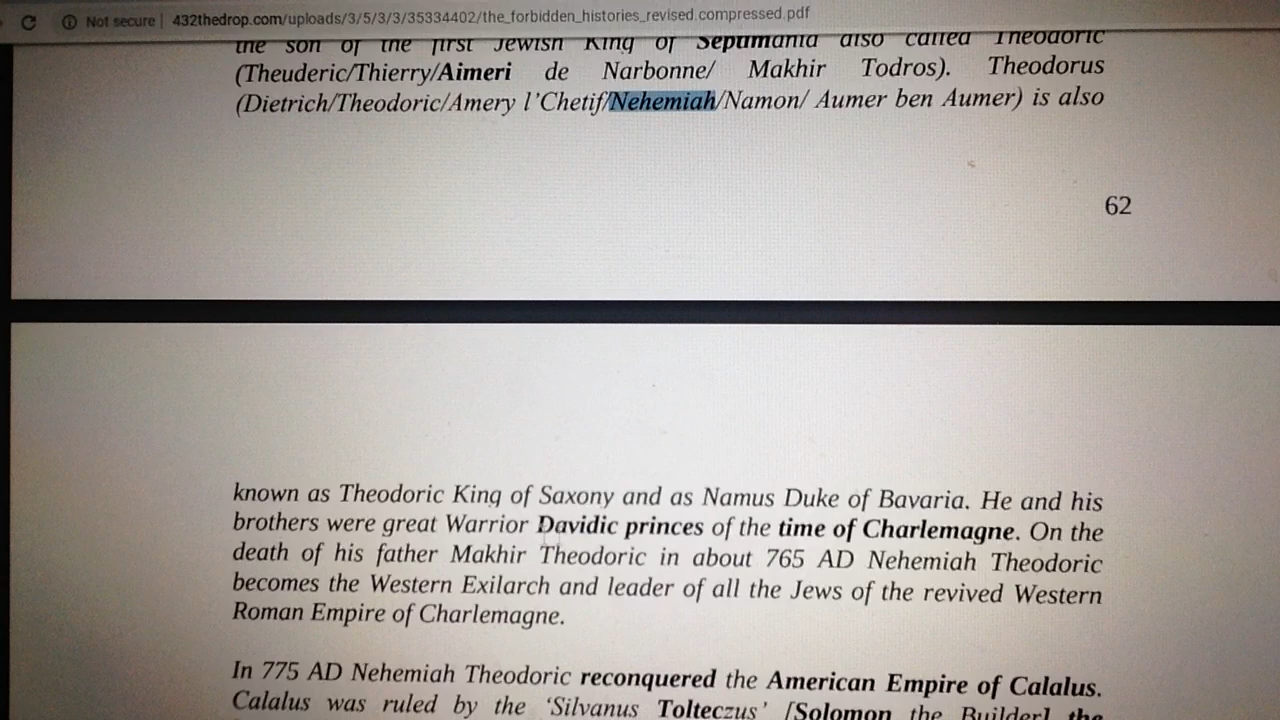 Not secure | 432thedrop.com/uploads/3/5/3/3/35334402/the_forbidden_histories_revised.compressed.pdf
the son of the first Jewish King of Septimania also called Theodoric
(Theuderic/Thierry/Aimeri de Narbonne/ Makhir Todros). Theodorus
(Dietrich/Theodoric/Amery l'Chetif/Nehemiah/Namon/ Aumer ben Aumer) is also
62
known as Theodoric King of Saxony and as Namus Duke of Bavaria. He and his
brothers were great Warrior Davidic princes of the time of Charlemagne. On the
death of his father Makhir Theodoric in about 765 AD Nehemiah Theodoric
becomes the Western Exilarch and leader of all the Jews of the revived Western
Roman Empire of Charlemagne.
In 775 AD Nehemiah Theodoric reconquered the American Empire of Calalus.
Calalus was ruled by the 'Silvanus Tolteczus' [Solomon the Builder] the